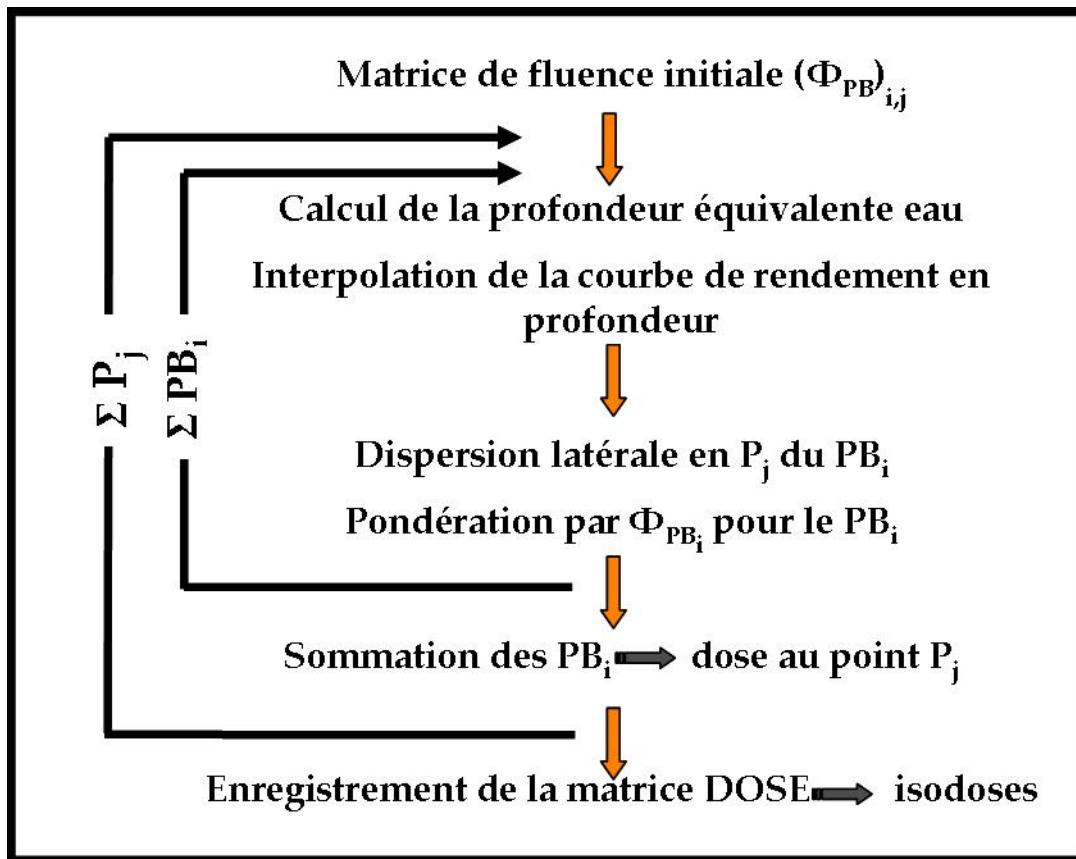 Matrice de fluence initiale (Φ_PB)_i,j
Calcul de la profondeur équivalente eau
Interpolation de la courbe de rendement en
profondeur
Σ P_j
Σ PB_i
Dispersion latérale en P_j du PB_i
Pondération par Φ_PB_i pour le PB_i
Sommation des PB_i dose au point P_j
Enregistrement de la matrice DOSE isodoses